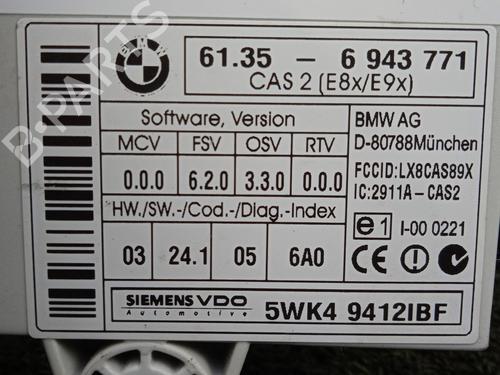 BMW
61.35 - 6 943 771
CAS 2 (E8x/E9x)
Software, Version
MCV FSV OSV RTV
0.0.0 6.2.0 3.3.0 0.0.0
HW./SW.-/Cod.-/Diag.-Index
03 24.1 05 6A0
BMW AG
D-80788München
FCCID:LX8CAS89X
IC:2911A-CAS2
e1 I-00 0221
SIEMENS VDO
Automotive
5WK4 9412IBF
B-PARTS